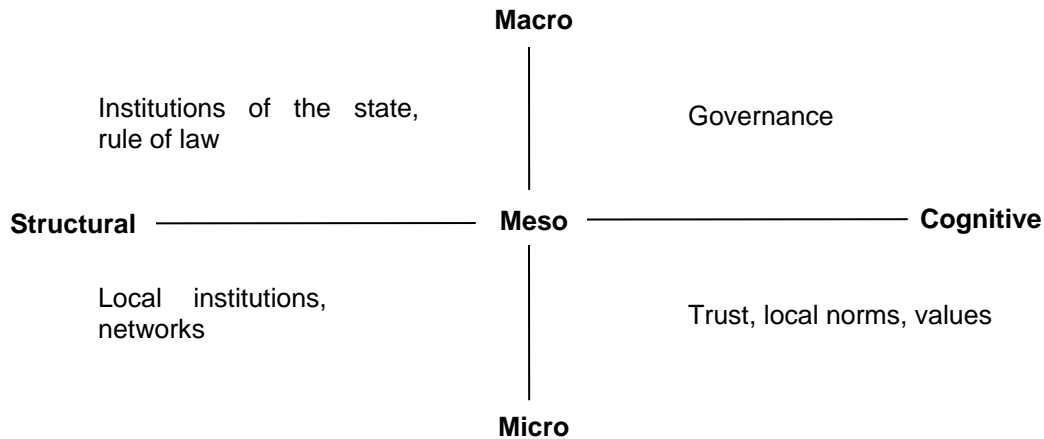 Macro
Institutions of the state,
rule of law
Governance
Structural
Meso
Cognitive
Local institutions,
networks
Trust, local norms, values
Micro